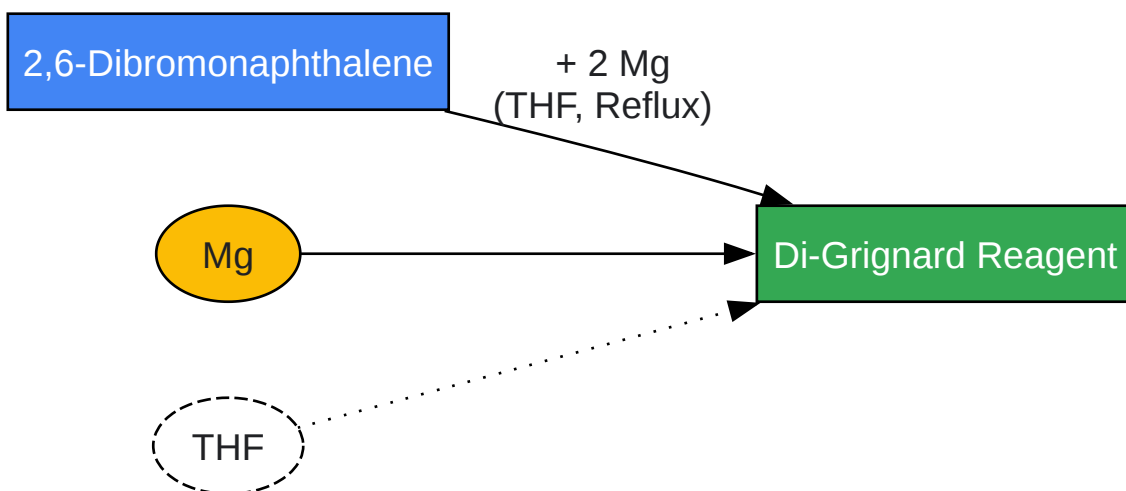 2,6-Dibromonaphthalene
+ 2 Mg
(THF, Reflux)
Mg
Di-Grignard Reagent
THF